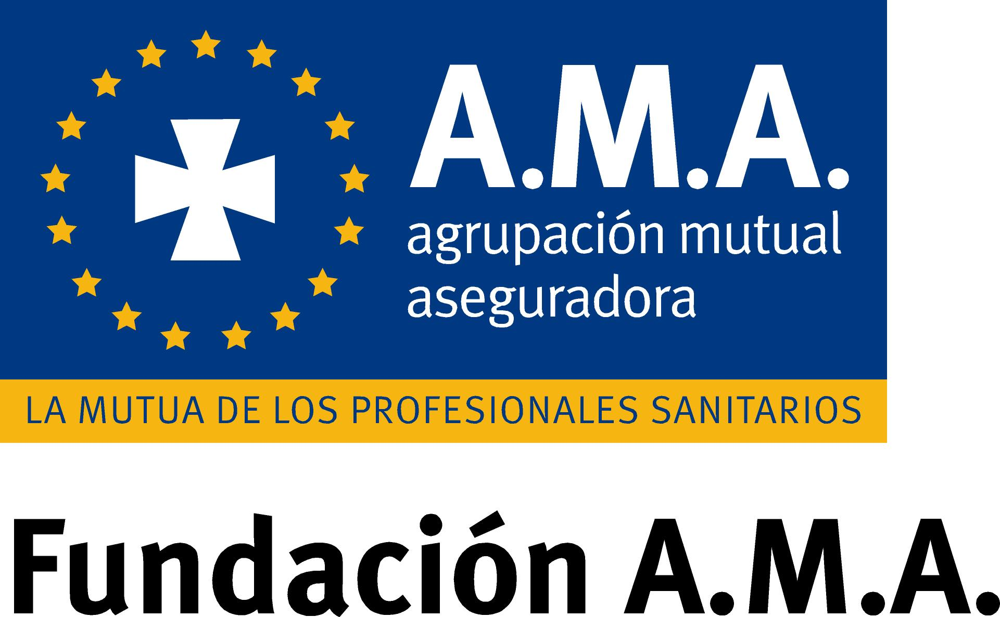 A.M.A.
agrupación mutual
aseguradora
LA MUTUA DE LOS PROFESIONALES SANITARIOS
Fundación A.M.A.